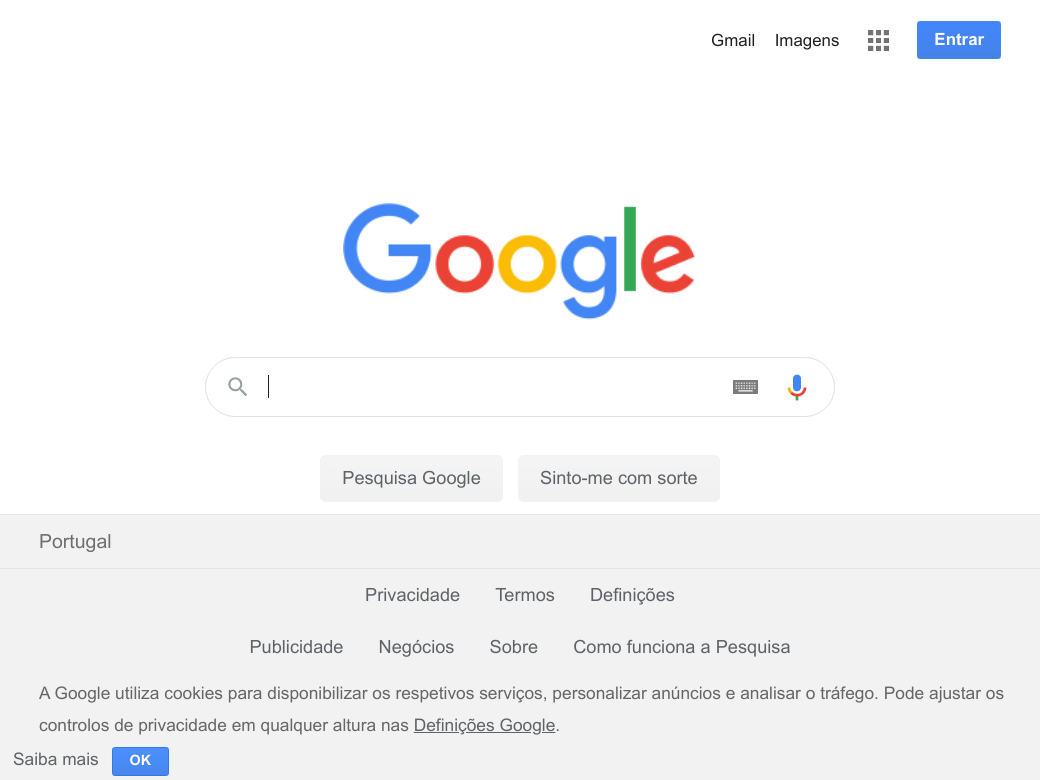 Gmail Imagens Entrar
Google
Pesquisa Google Sinto-me com sorte
Portugal
Privacidade Termos Definições
Publicidade Negócios Sobre Como funciona a Pesquisa
A Google utiliza cookies para disponibilizar os respetivos serviços, personalizar anúncios e analisar o tráfego. Pode ajustar os
controlos de privacidade em qualquer altura nas Definições Google.
Saiba mais OK